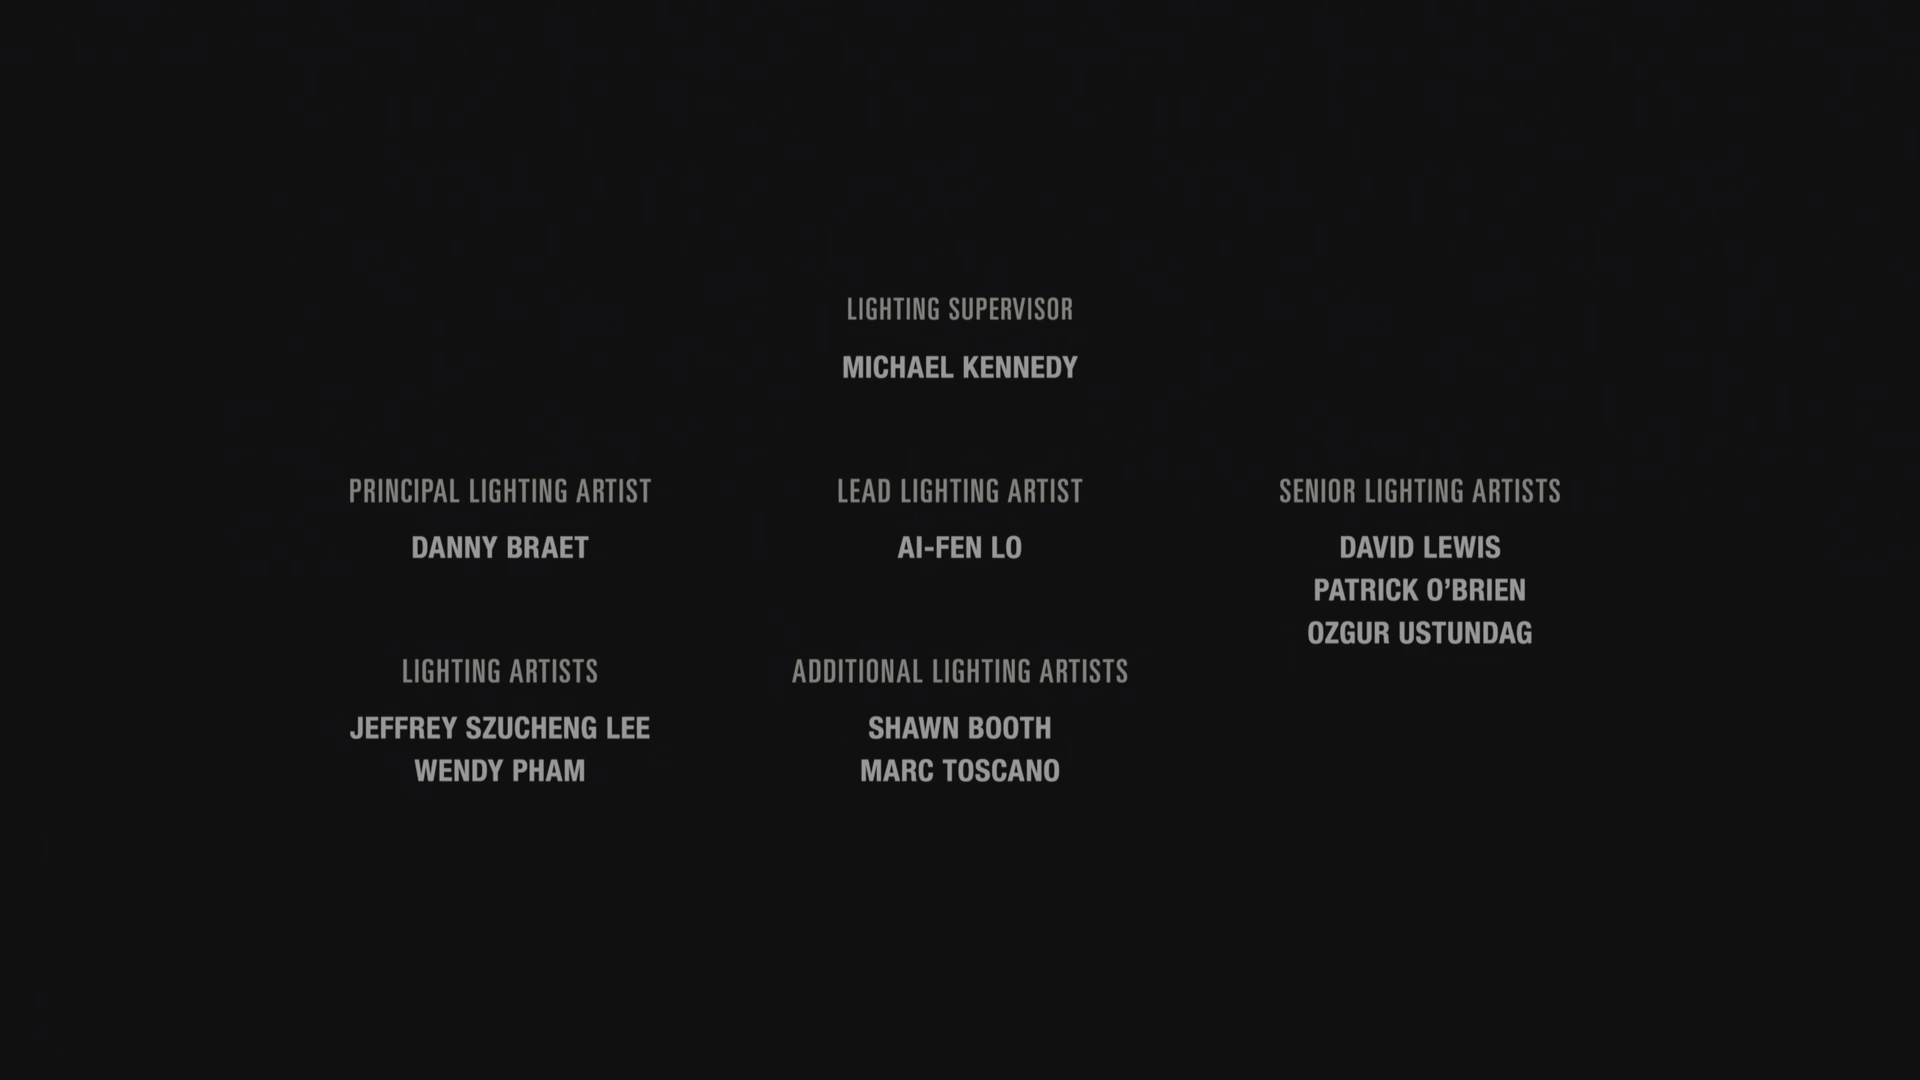 LIGHTING SUPERVISOR
MICHAEL KENNEDY
PRINCIPAL LIGHTING ARTIST
DANNY BRAET
LEAD LIGHTING ARTIST
AI-FEN LO
SENIOR LIGHTING ARTISTS
DAVID LEWIS
PATRICK O’BRIEN
OZGUR USTUNDAG
LIGHTING ARTISTS
JEFFREY SZUCHENG LEE
WENDY PHAM
ADDITIONAL LIGHTING ARTISTS
SHAWN BOOTH
MARC TOSCANO